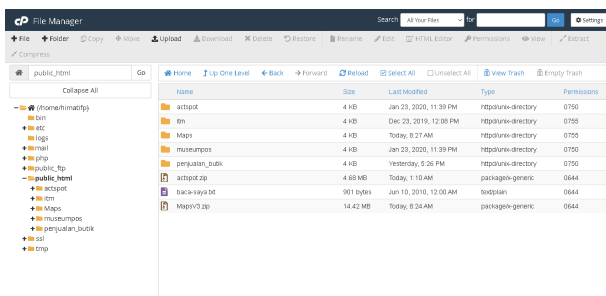 cP File Manager Search All Your Files for Go Settings
+ File + Folder Copy Move Upload Download Delete Restore Rename Edit HTML Editor Permissions View Extract
Compress
public_html Go Home Up One Level Back Forward Reload Select All Unselect All View Trash Empty Trash
Collapse All
Name Size Last Modified Type Permissions
(/home/himatifp)
bin
etc
logs
mail
php
public_ftp
public_html
actspot
itm
Maps
museumpos
penjualan_butik
ssl
tmp
actspot 4 KB Jan 23, 2020, 11:39 PM httpd/unix-directory 0750
itm 4 KB Dec 23, 2019, 12:08 PM httpd/unix-directory 0755
Maps 4 KB Today, 8:27 AM httpd/unix-directory 0755
museumpos 4 KB Jan 23, 2020, 11:39 PM httpd/unix-directory 0750
penjualan_butik 4 KB Yesterday, 5:26 PM httpd/unix-directory 0750
actspot.zip 4.68 MB Today, 1:10 AM package/x-generic 0644
baca-saya.txt 901 bytes Jun 10, 2010, 12:00 AM text/plain 0644
MapsV3.zip 14.42 MB Today, 8:24 AM package/x-generic 0644